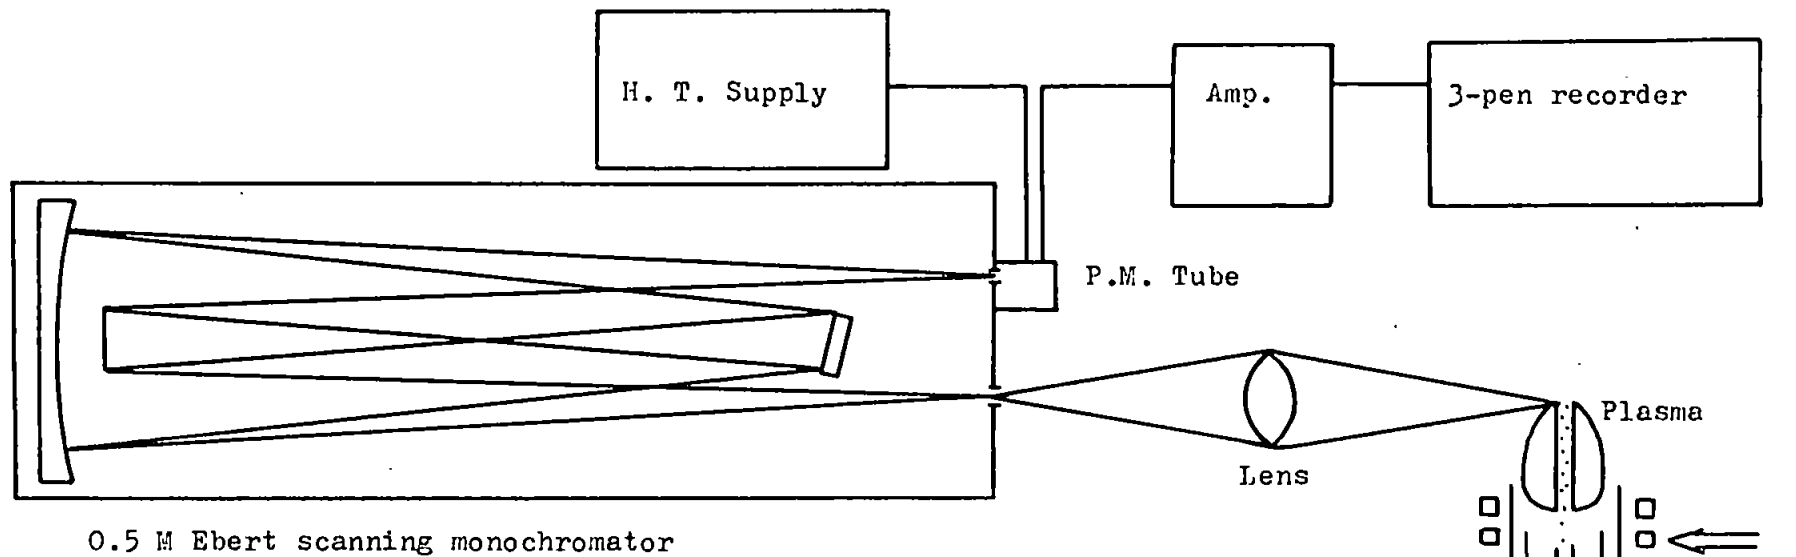 H. T. Supply
Amp.
3-pen recorder
P.M. Tube
Plasma
Lens
0.5 M Ebert scanning monochromator